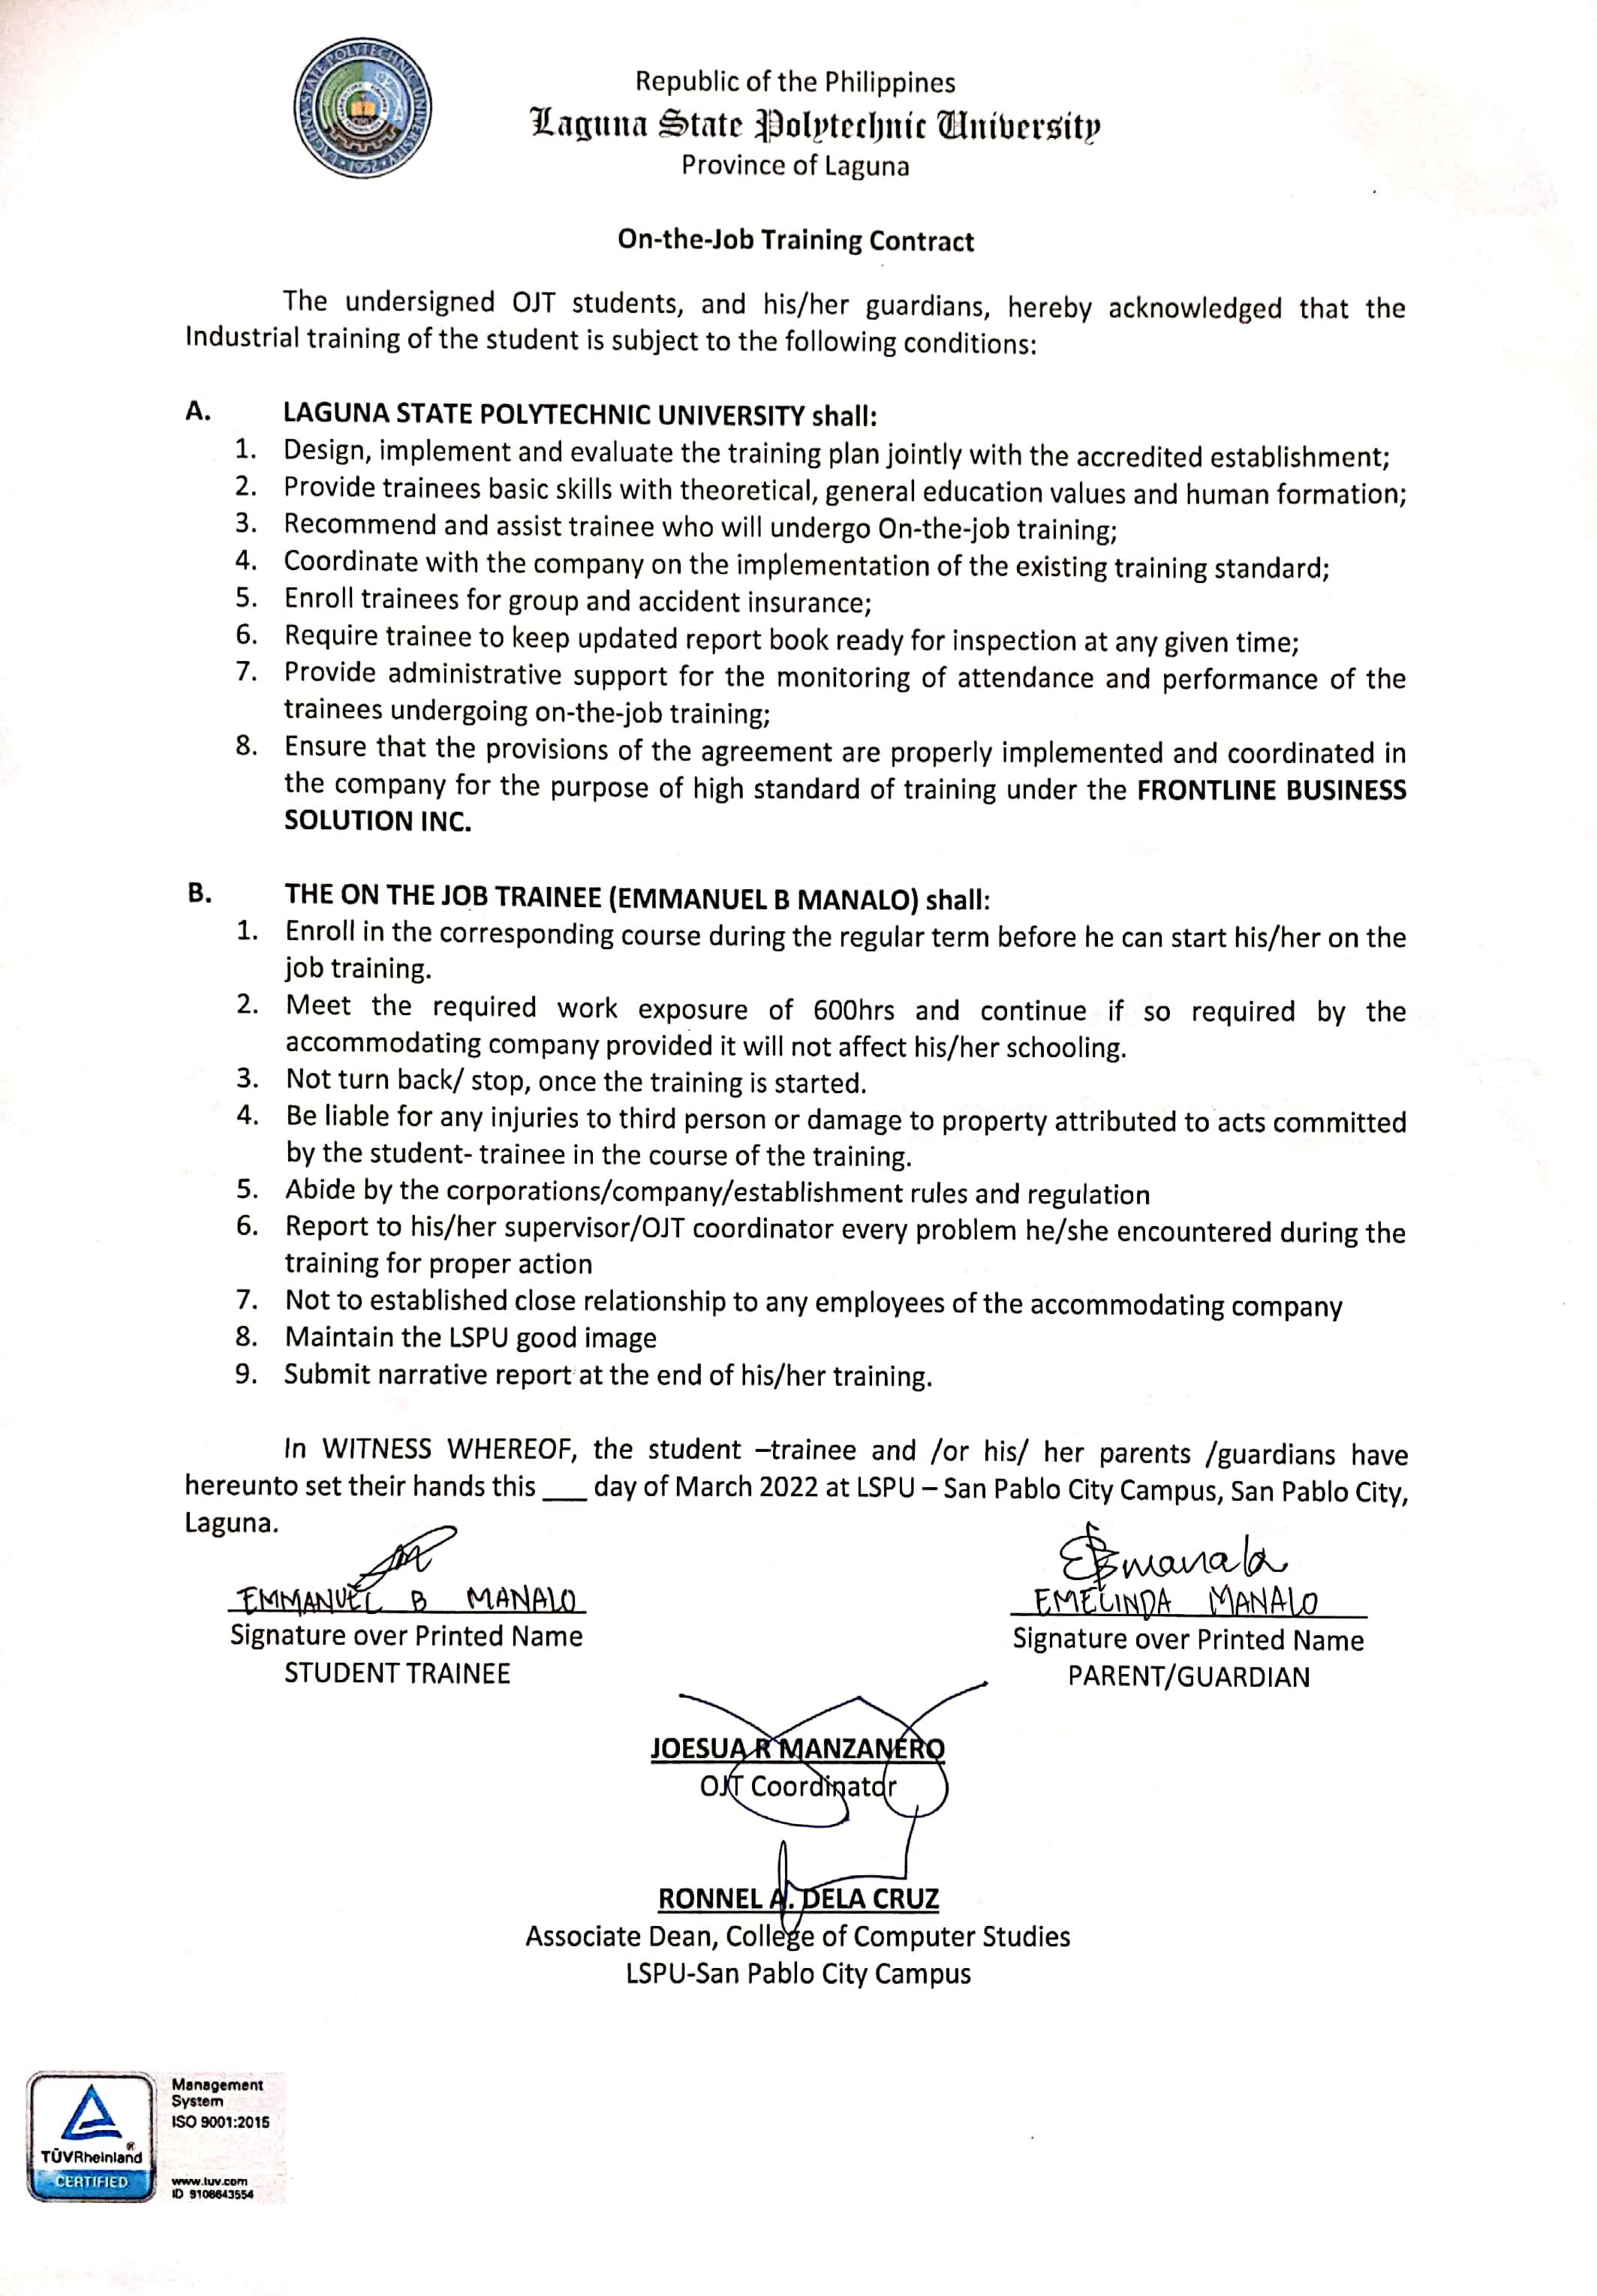 LAGUNA STATE POLYTECHNIC UNIVERSITY
1952
Republic of the Philippines
Laguna State Polytechnic University
Province of Laguna
On-the-Job Training Contract
The undersigned OJT students, and his/her guardians, hereby acknowledged that the
Industrial training of the student is subject to the following conditions:
A. LAGUNA STATE POLYTECHNIC UNIVERSITY shall:
1. Design, implement and evaluate the training plan jointly with the accredited establishment;
2. Provide trainees basic skills with theoretical, general education values and human formation;
3. Recommend and assist trainee who will undergo On-the-job training;
4. Coordinate with the company on the implementation of the existing training standard;
5. Enroll trainees for group and accident insurance;
6. Require trainee to keep updated report book ready for inspection at any given time;
7. Provide administrative support for the monitoring of attendance and performance of the
trainees undergoing on-the-job training;
8. Ensure that the provisions of the agreement are properly implemented and coordinated in
the company for the purpose of high standard of training under the FRONTLINE BUSINESS
SOLUTION INC.
B. THE ON THE JOB TRAINEE (EMMANUEL B MANALO) shall:
1. Enroll in the corresponding course during the regular term before he can start his/her on the
job training.
2. Meet the required work exposure of 600hrs and continue if so required by the
accommodating company provided it will not affect his/her schooling.
3. Not turn back/ stop, once the training is started.
4. Be liable for any injuries to third person or damage to property attributed to acts committed
by the student- trainee in the course of the training.
5. Abide by the corporations/company/establishment rules and regulation
6. Report to his/her supervisor/OJT coordinator every problem he/she encountered during the
training for proper action
7. Not to established close relationship to any employees of the accommodating company
8. Maintain the LSPU good image
9. Submit narrative report at the end of his/her training.
In WITNESS WHEREOF, the student –trainee and /or his/ her parents /guardians have
hereunto set their hands this ___ day of March 2022 at LSPU – San Pablo City Campus, San Pablo City,
Laguna.
EBmanalo
EMMANUEL B MANALO
EMELINDA MANALO
Signature over Printed Name
Signature over Printed Name
STUDENT TRAINEE
PARENT/GUARDIAN
JOESUA R MANZANERO
OJT Coordinator
RONNEL A. DELA CRUZ
Associate Dean, College of Computer Studies
LSPU-San Pablo City Campus
Management
System
ISO 9001:2015
TÜVRheinland®
CERTIFIED
www.tuv.com
ID 9108643554